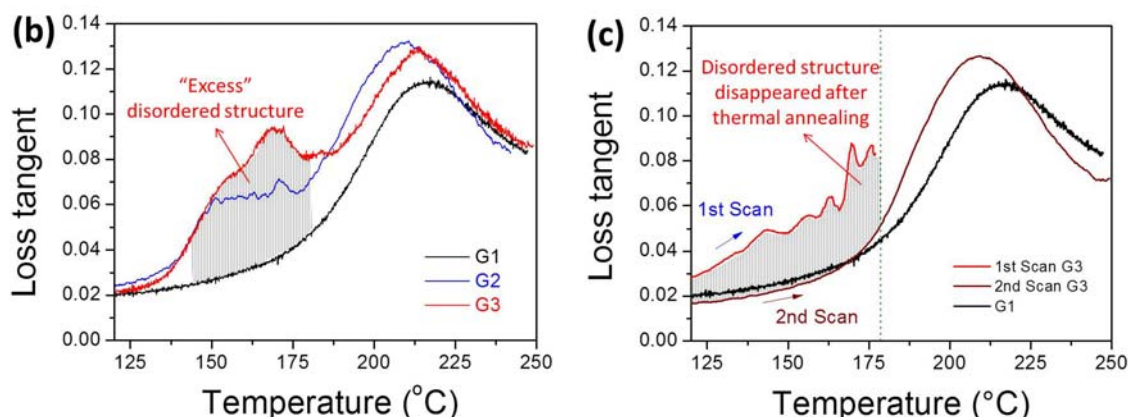 (b)
0.14
0.12
0.10
0.08
0.06
0.04
0.02
0.00
Loss tangent
“Excess”
disordered structure
G1
G2
G3
125 150 175 200 225 250
Temperature (°C)
(c)
0.14
0.12
0.10
0.08
0.06
0.04
0.02
0.00
Loss tangent
Disordered structure
disappeared after
thermal annealing
1st Scan
2nd Scan
1st Scan G3
2nd Scan G3
G1
125 150 175 200 225 250
Temperature (°C)